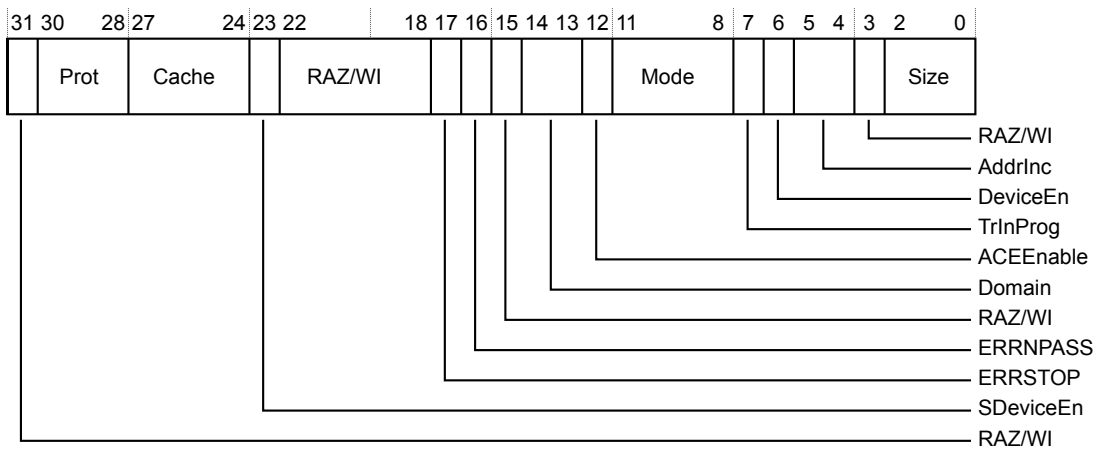 31 30 28 27 24 23 22 18 17 16 15 14 13 12 11 8 7 6 5 4 3 2 0
Prot Cache RAZ/WI Mode Size
RAZ/WI
AddrInc
DeviceEn
TrInProg
ACEEnable
Domain
RAZ/WI
ERRNPASS
ERRSTOP
SDeviceEn
RAZ/WI